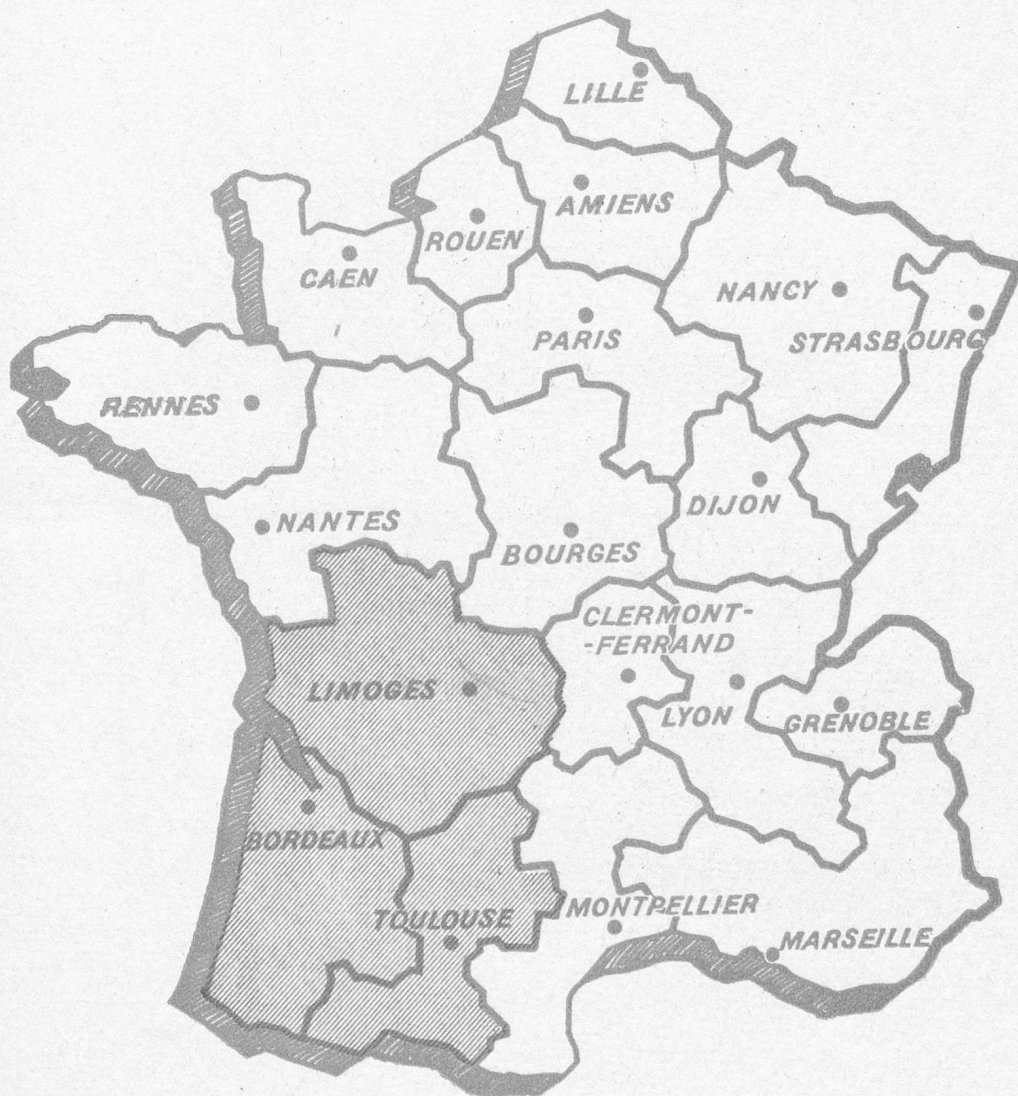 LILLE
AMIENS
ROUEN
CAEN
NANCY
PARIS
STRASBOURG
RENNES
DIJON
NANTES
BOURGES
CLERMONT-
-FERRAND
LIMOGES
LYON
GRENOBLE
BORDEAUX
TOULOUSE
MONTPELLIER
MARSEILLE